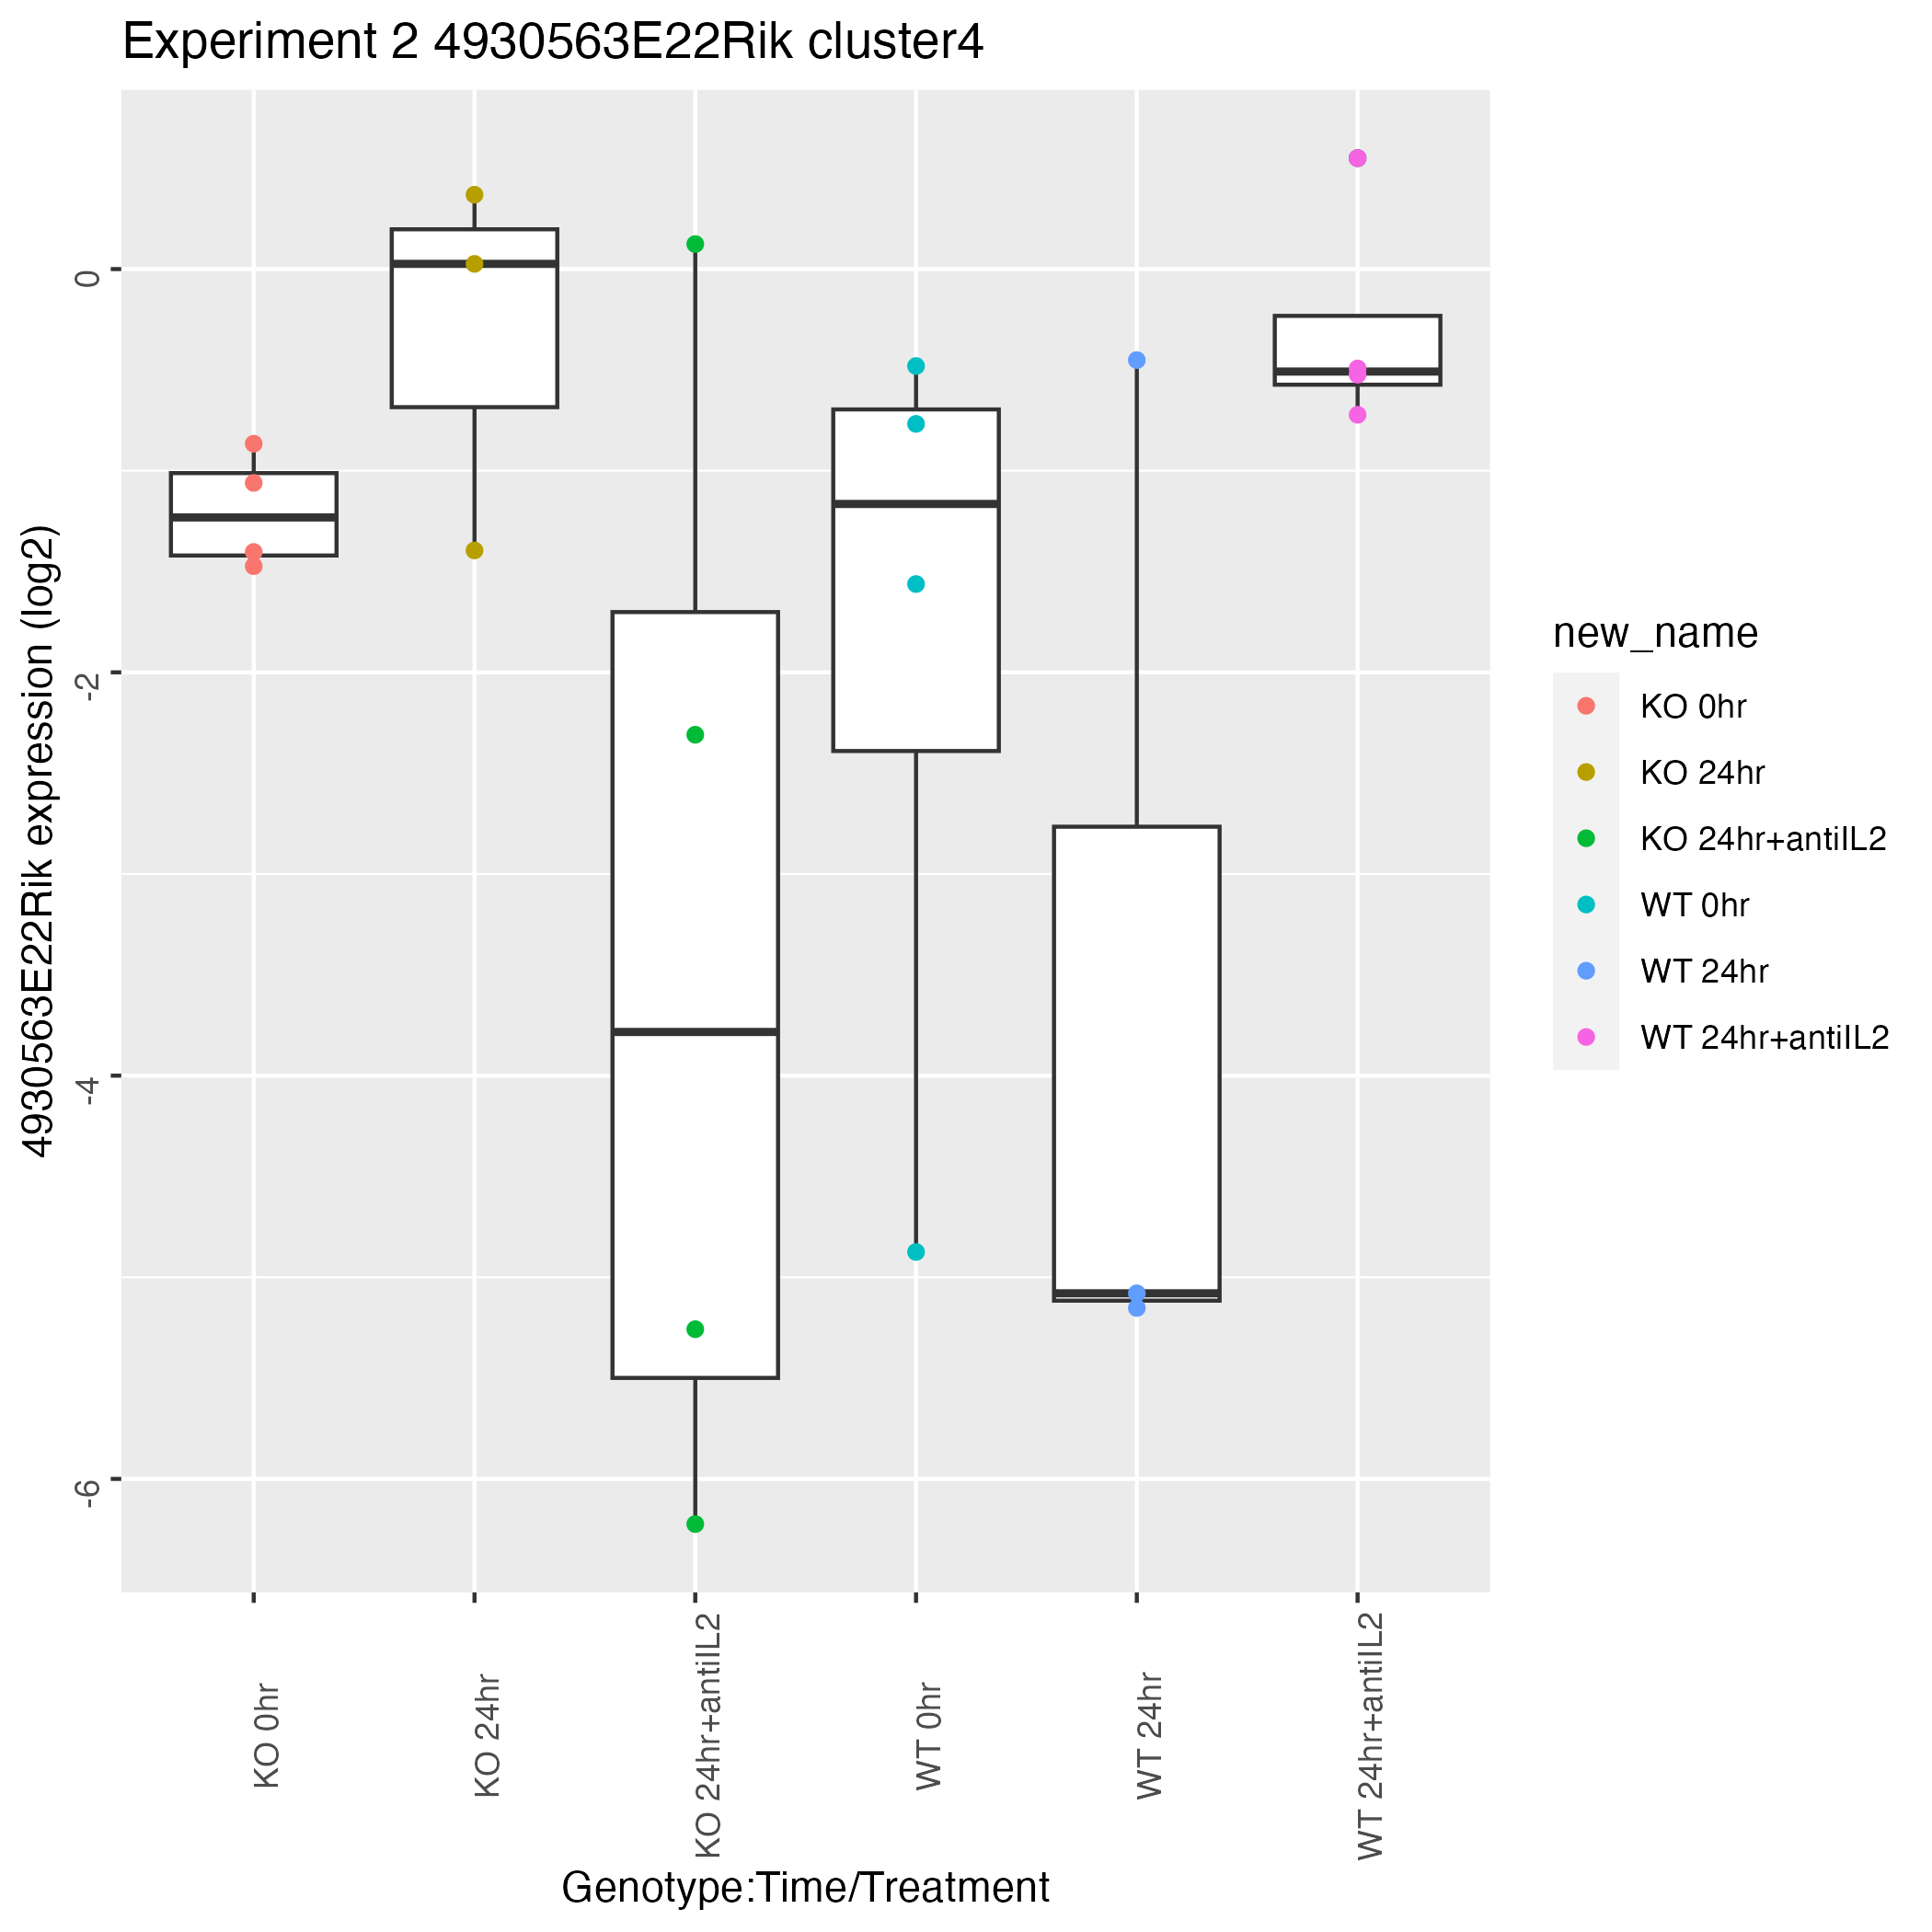 Experiment 2 4930563E22Rik cluster4
4930563E22Rik expression (log2)
0
-2
-4
-6
KO 0hr
KO 24hr
KO 24hr+antiIL2
WT 0hr
WT 24hr
WT 24hr+antiIL2
Genotype:Time/Treatment
new_name
KO 0hr
KO 24hr
KO 24hr+antiIL2
WT 0hr
WT 24hr
WT 24hr+antiIL2